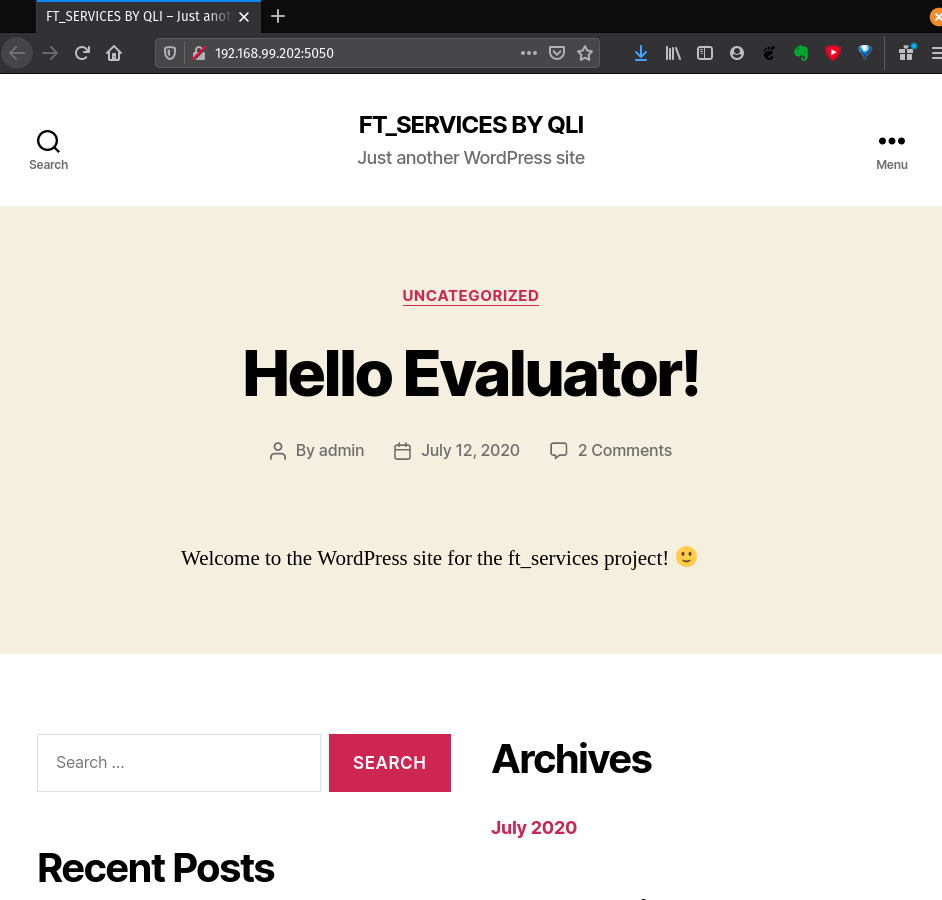 FT_SERVICES BY QLI – Just anot
192.168.99.202:5050
FT_SERVICES BY QLI
Just another WordPress site
Search
Menu
UNCATEGORIZED
Hello Evaluator!
By admin July 12, 2020 2 Comments
Welcome to the WordPress site for the ft_services project! 🙂
Search … SEARCH
Archives
July 2020
Recent Posts